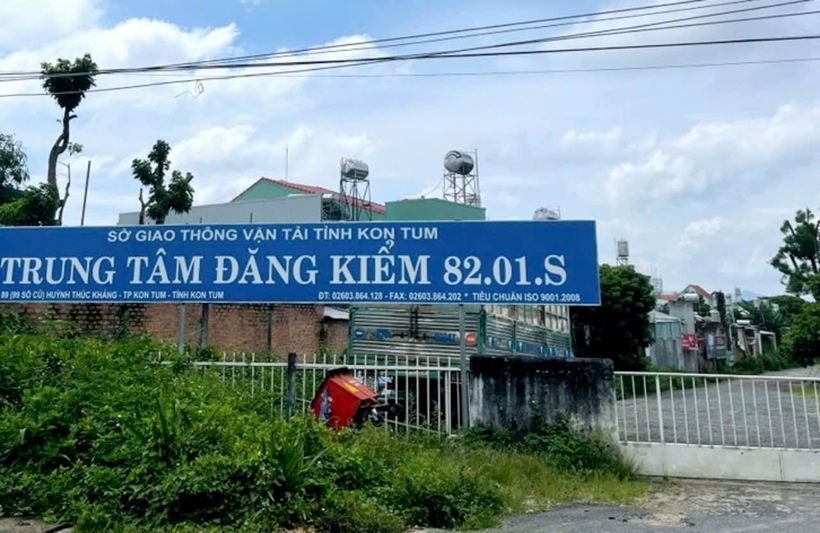 SỞ GIAO THÔNG VẬN TẢI TỈNH KON TUM
TRUNG TÂM ĐĂNG KIỂM 82.01.S
89 (99 SỐ CŨ) HUỲNH THÚC KHÁNG - TP KON TUM - TỈNH KON TUM
ĐT: 02603.864.128 - FAX: 02603.864.202 * TIÊU CHUẨN ISO 9001.2008